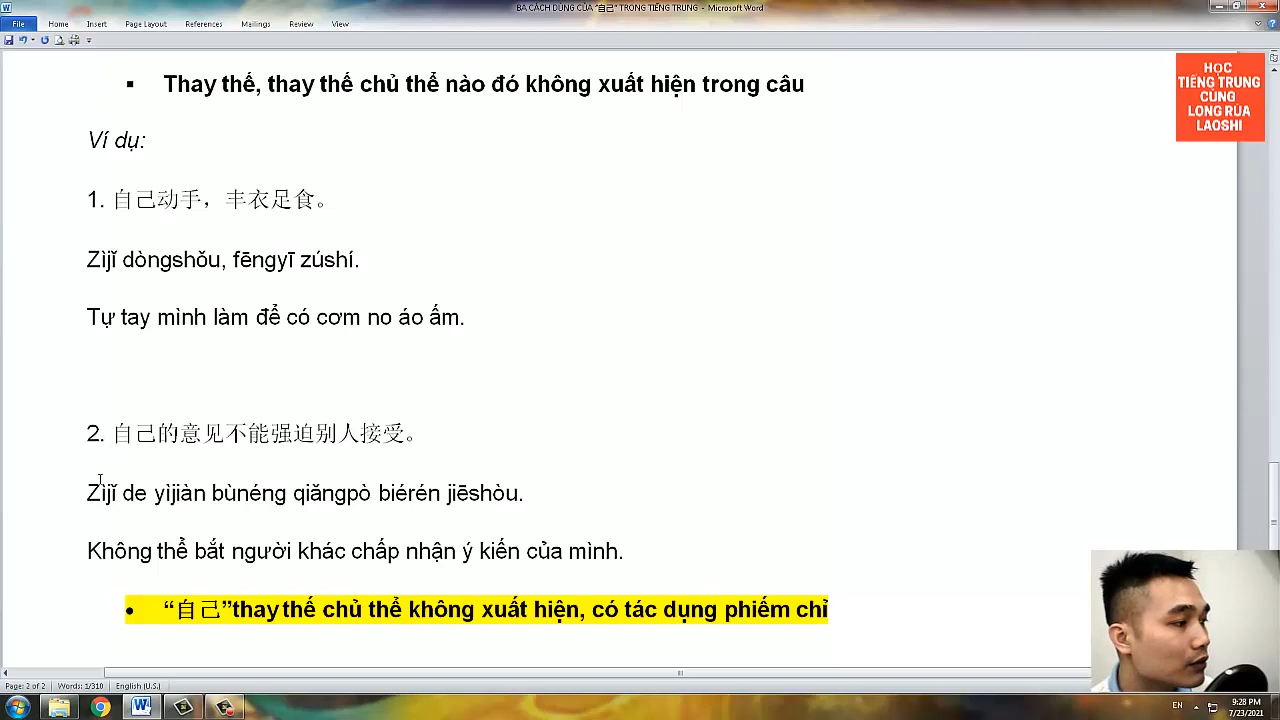 BA CÁCH DÙNG CỦA "自己" TRONG TIẾNG TRUNG - Microsoft Word
File Home Insert Page Layout References Mailings Review View
▪ Thay thế, thay thế chủ thể nào đó không xuất hiện trong câu
HỌC
TIẾNG TRUNG
CÙNG
LONG RÙA
LAOSHI
Ví dụ:
1. 自己动手，丰衣足食。
Zìjǐ dòngshǒu, fēngyī zúshí.
Tự tay mình làm để có cơm no áo ấm.
2. 自己的意见不能强迫别人接受。
Zìjǐ de yìjiàn bùnéng qiǎngpò biérén jiēshòu.
Không thể bắt người khác chấp nhận ý kiến của mình.
• “自己”thay thế chủ thể không xuất hiện, có tác dụng phiếm chỉ
Page: 2 of 2 Words: 1/310 English (U.S.)
EN 9:28 PM
7/23/2021